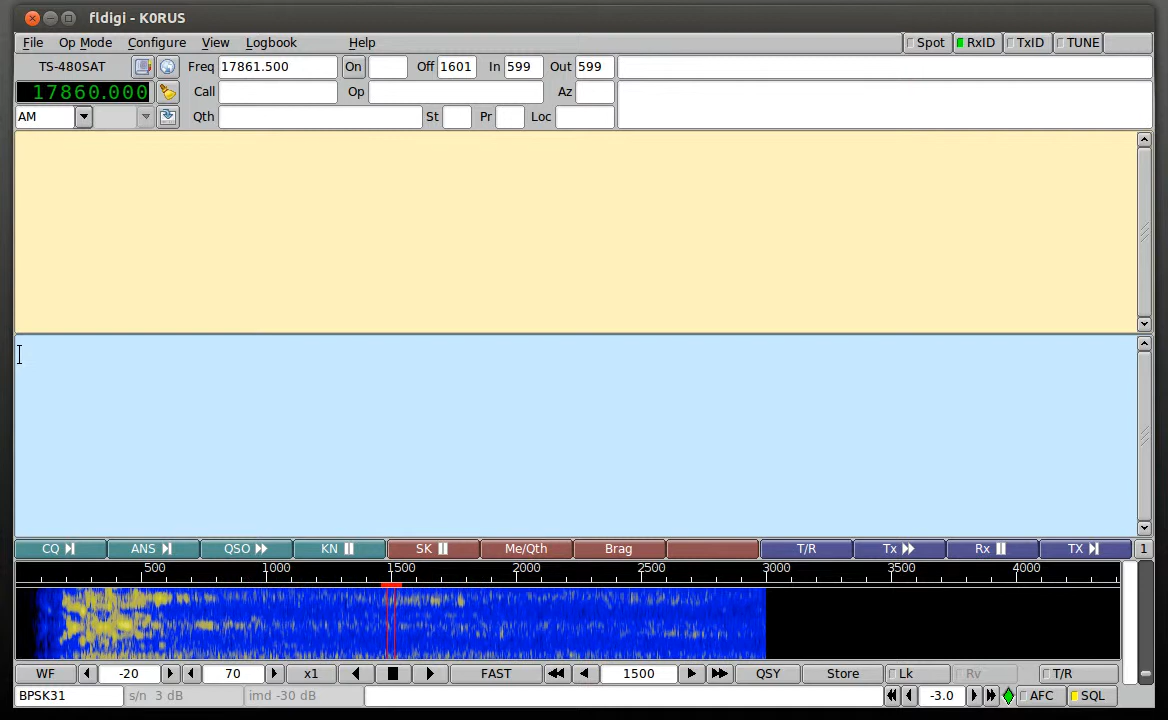 fldigi - K0RUS
File Op Mode Configure View Logbook Help Spot RxID TxID TUNE
TS-480SAT Freq 17861.500 On Off 1601 In 599 Out 599
17860.000 Call Op Az
AM Qth St Pr Loc
CQ ANS QSO KN SK Me/Qth Brag T/R Tx Rx TX 1
500 1000 1500 2000 2500 3000 3500 4000
WF -20 70 x1 FAST 1500 QSY Store Lk Rv T/R
BPSK31 s/n 3 dB imd -30 dB -3.0 AFC SQL